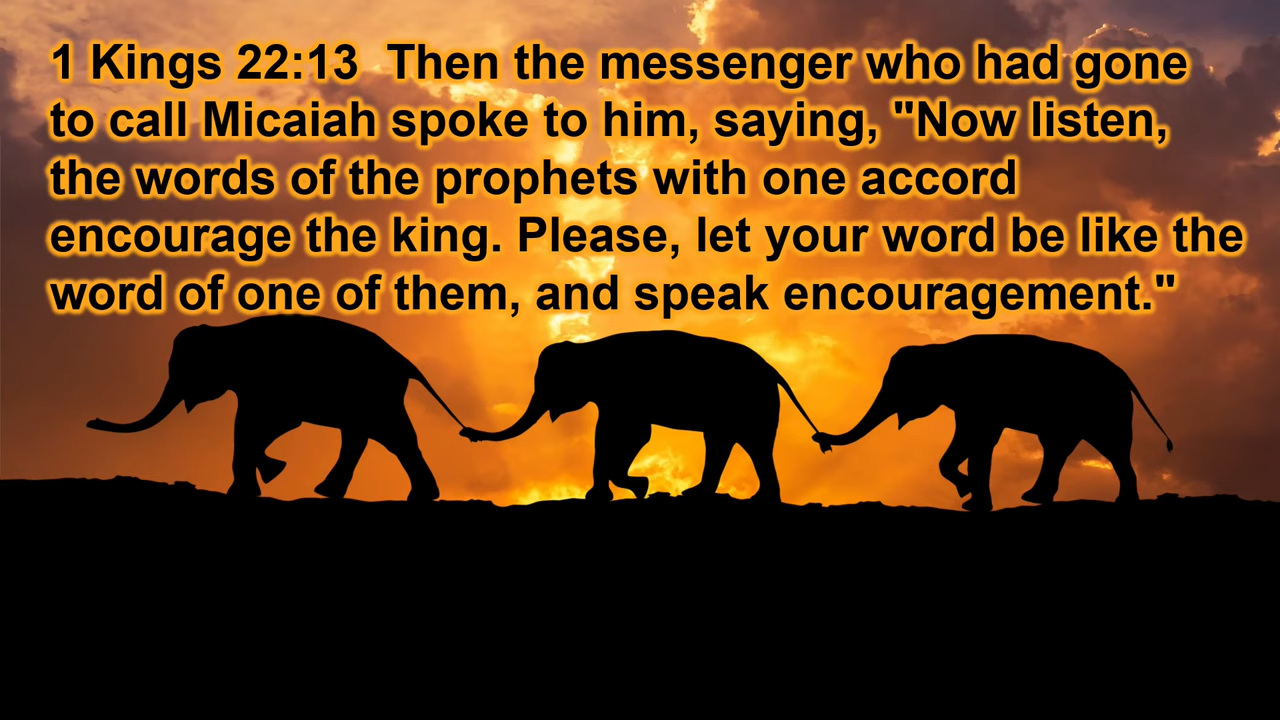 1 Kings 22:13  Then the messenger who had gone
to call Micaiah spoke to him, saying, "Now listen,
the words of the prophets with one accord
encourage the king. Please, let your word be like the
word of one of them, and speak encouragement."